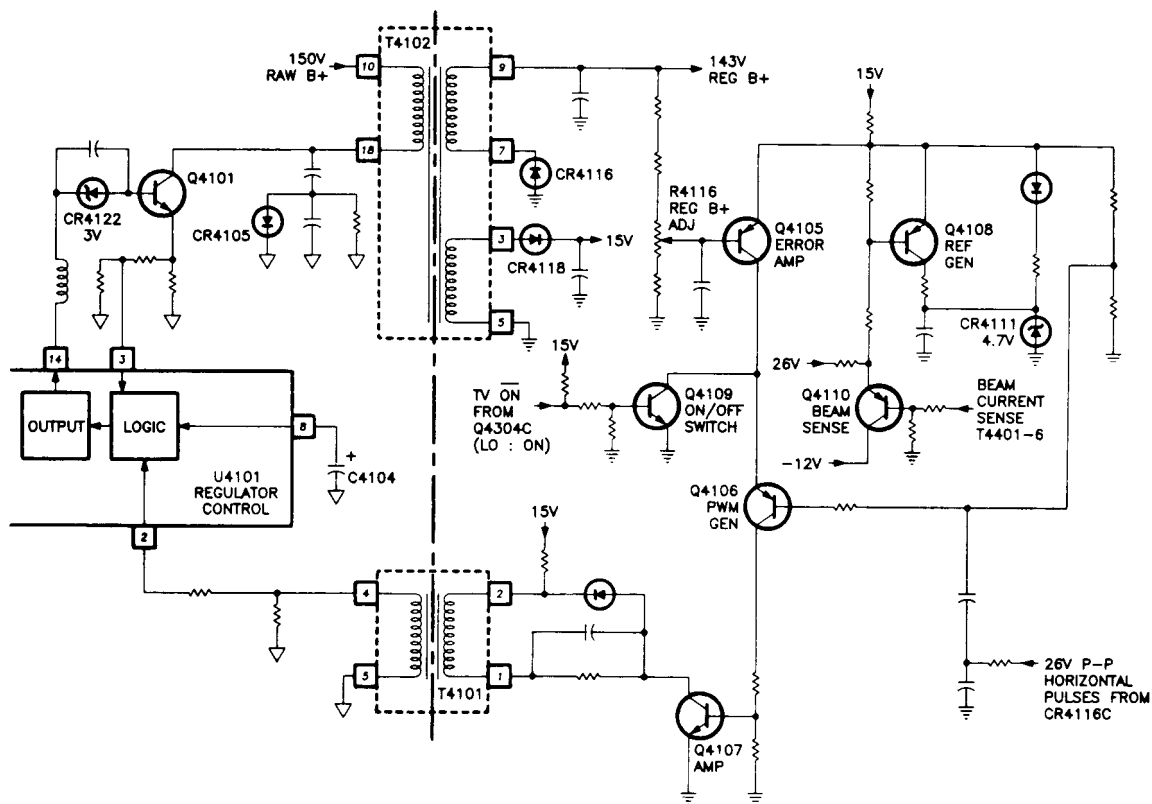 T4102
150V
RAW B+
10
18
9
7
3
5
143V
REG B+
15V
Q4101
CR4122
3V
CR4105
CR4116
CR4118
15V
R4116
REG B+
ADJ
Q4105
ERROR
AMP
Q4108
REF
GEN
CR4111
4.7V
14
3
OUTPUT
LOGIC
8
+
C4104
U4101
REGULATOR
CONTROL
2
15V
TV ON
FROM
Q4304C
(LO : ON)
Q4109
ON/OFF
SWITCH
26V
Q4110
BEAM
SENSE
-12V
BEAM
CURRENT
SENSE
T4401-6
Q4106
PWM
GEN
15V
4
5
2
1
T4101
Q4107
AMP
26V P-P
HORIZONTAL
PULSES FROM
CR4116C